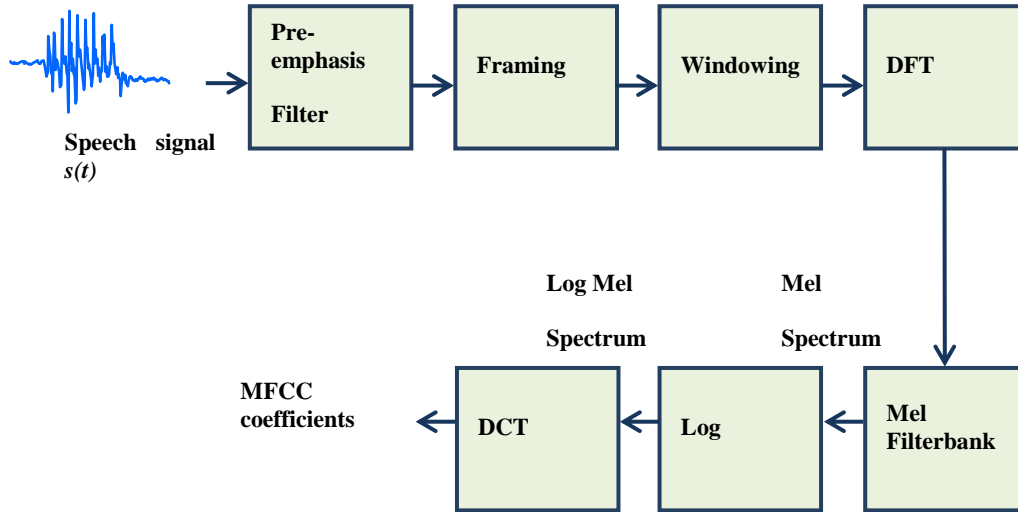 Pre-
emphasis
Filter
Framing
Windowing
DFT
Speech signal
s(t)
Log Mel
Spectrum
Mel
Spectrum
MFCC
coefficients
DCT
Log
Mel
Filterbank